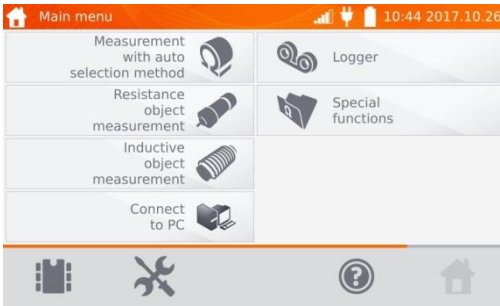 Main menu
10:44 2017.10.26
Measurement
with auto
selection method
Logger
Resistance
object
measurement
Special
functions
Inductive
object
measurement
Connect
to PC